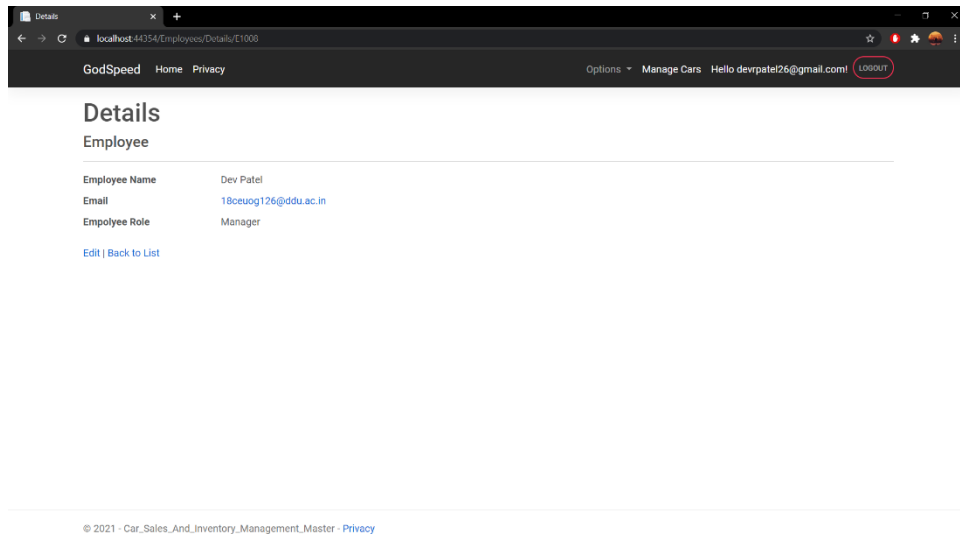 Details
localhost:44354/Employees/Details/E1008
GodSpeed Home Privacy Options Manage Cars Hello devrpatel26@gmail.com! LOGOUT
Details
Employee
Employee Name Dev Patel
Email 18ceuog126@ddu.ac.in
Empolyee Role Manager
Edit | Back to List
© 2021 - Car_Sales_And_Inventory_Management_Master - Privacy